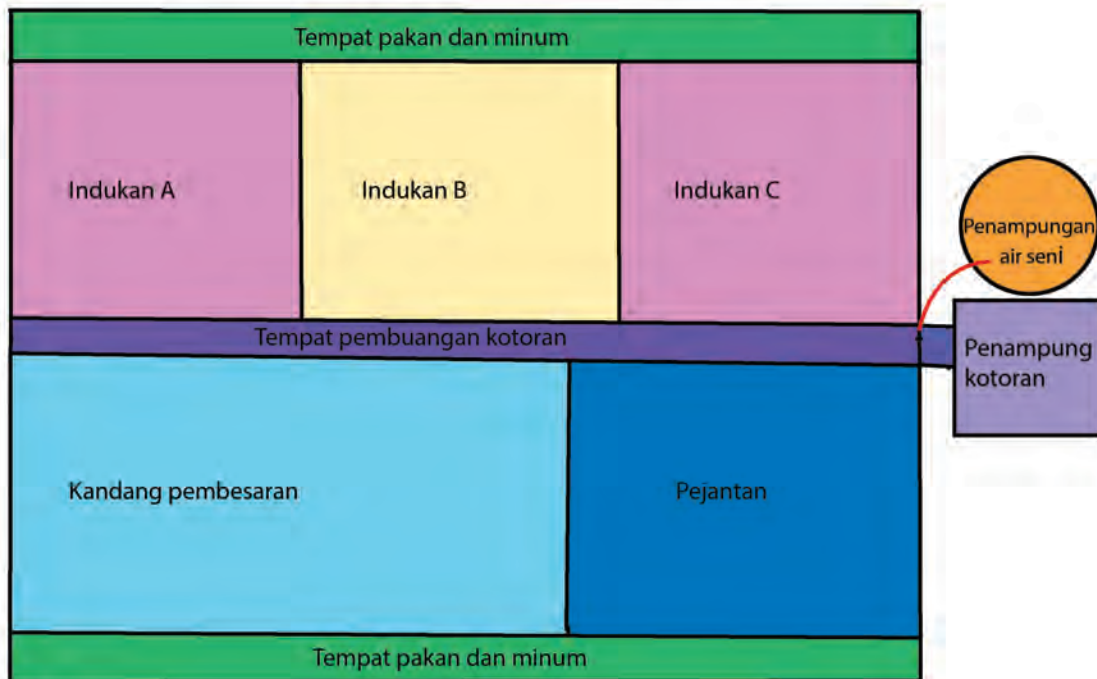 Tempat pakan dan minum
Indukan A
Indukan B
Indukan C
Penampungan
air seni
Tempat pembuangan kotoran
Penampung
kotoran
Kandang pembesaran
Pejantan
Tempat pakan dan minum